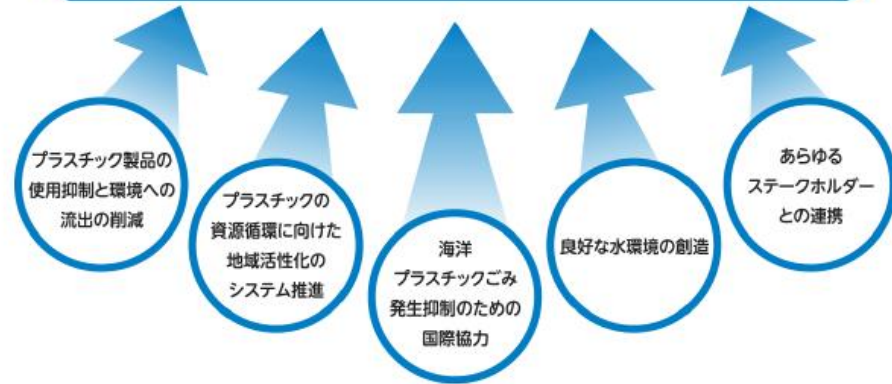 プラスチック製品の
使用抑制と環境への
流出の削減
プラスチックの
資源循環に向けた
地域活性化の
システム推進
海洋
プラスチックごみ
発生抑制のための
国際協力
良好な水環境の創造
あらゆる
ステークホルダー
との連携